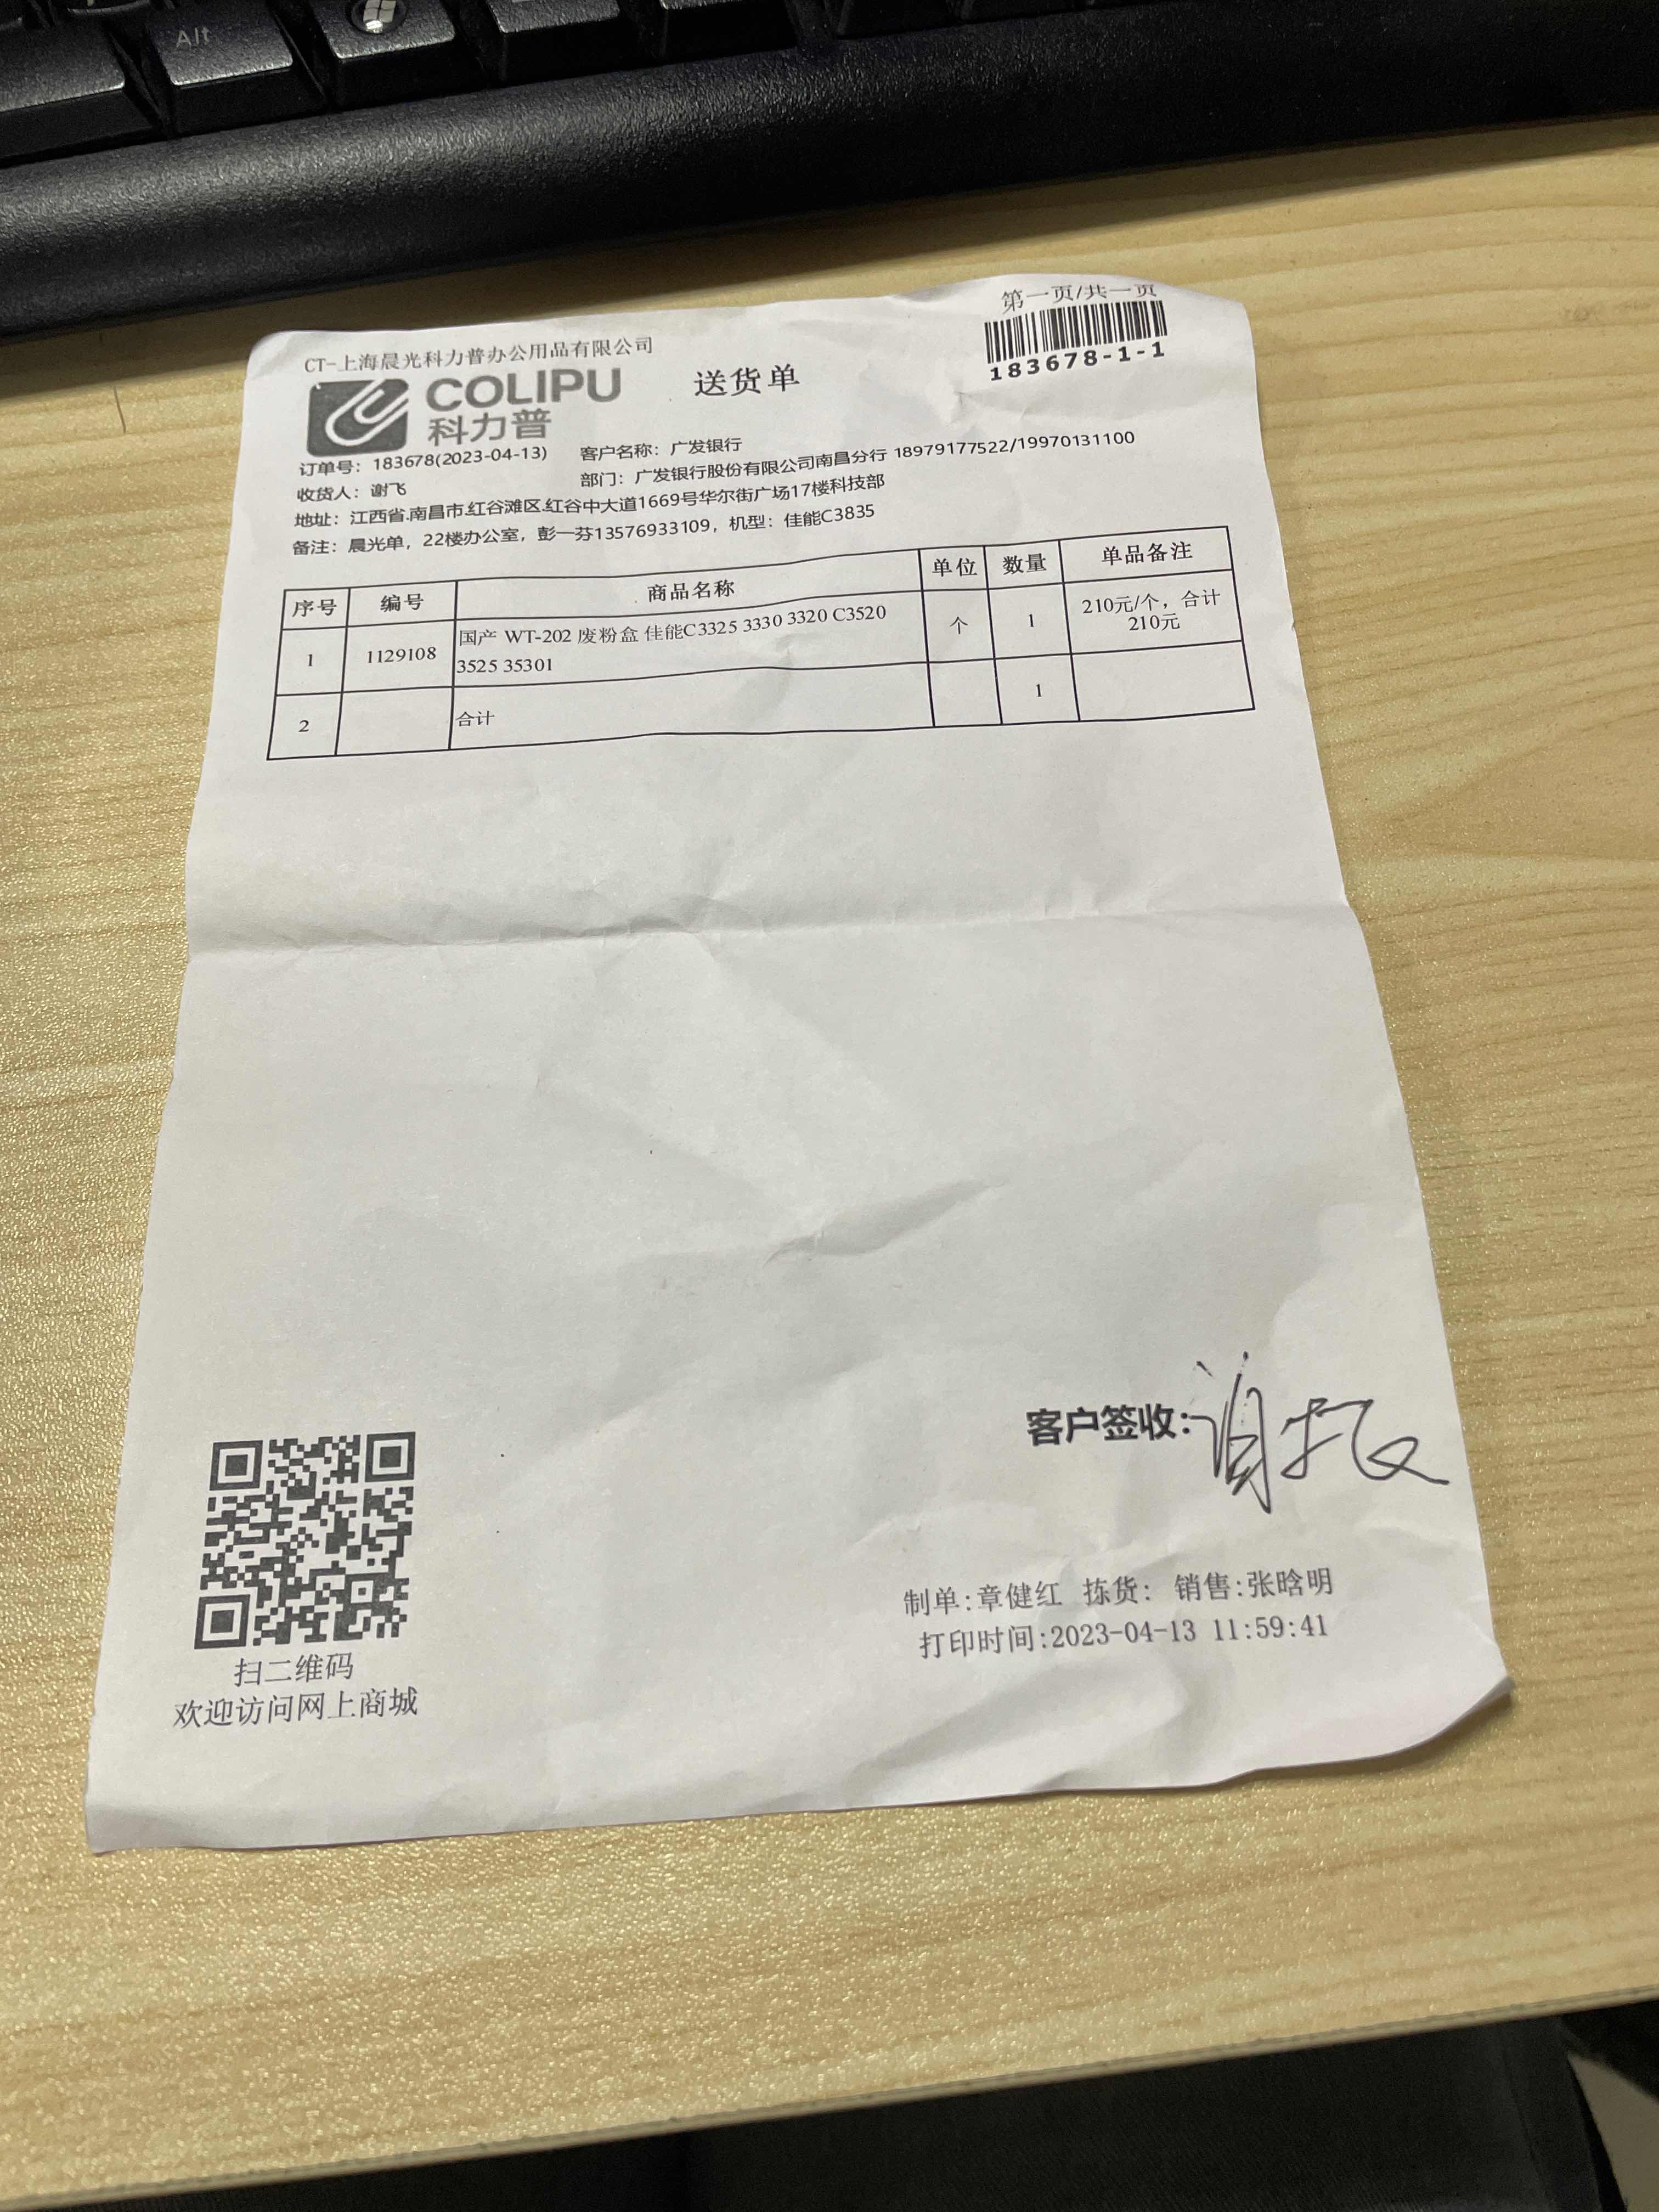 Alt
第一页/共一页
183678-1-1
CT-上海晨光科力普办公用品有限公司
COLIPU
科力普
送货单
订单号：183678(2023-04-13) 客户名称：广发银行
收货人：谢飞 部门：广发银行股份有限公司南昌分行 18979177522/19970131100
地址：江西省.南昌市.红谷滩区.红谷中大道1669号华尔街广场17楼科技部
备注：晨光单，22楼办公室，彭一芬13576933109，机型：佳能C3835
序号 编号 商品名称 单位 数量 单品备注
1 1129108 国产 WT-202 废粉盒 佳能C3325 3330 3320 C3520 个 1 210元/个，合计
3525 35301 210元
2 合计 1
客户签收：
制单:章健红 拣货: 销售:张晗明
打印时间:2023-04-13 11:59:41
扫二维码
欢迎访问网上商城